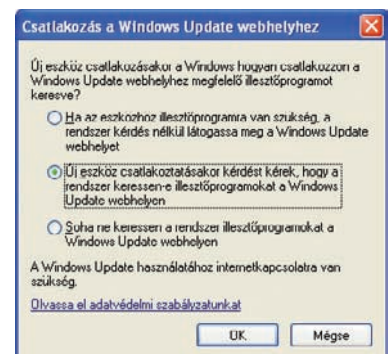 Csatlakozás a Windows Update webhelyhez
Új eszköz csatlakozásakor a Windows hogyan csatlakozzon a
Windows Update webhelyhez megfelelő illesztőprogramot
keresve?
Ha az eszközhöz illesztőprogramra van szükség, a
rendszer kérdés nélkül látogassa meg a Windows Update
webhelyet
Új eszköz csatlakoztatásakor kérdést kérek, hogy a
rendszer keressen-e illesztőprogramokat a Windows
Update webhelyen
Soha ne keressen a rendszer illesztőprogramokat a
Windows Update webhelyen
A Windows Update használatához internetkapcsolatra van
szükség.
Olvassa el adatvédelmi szabályzatunkat
OK
Mégse